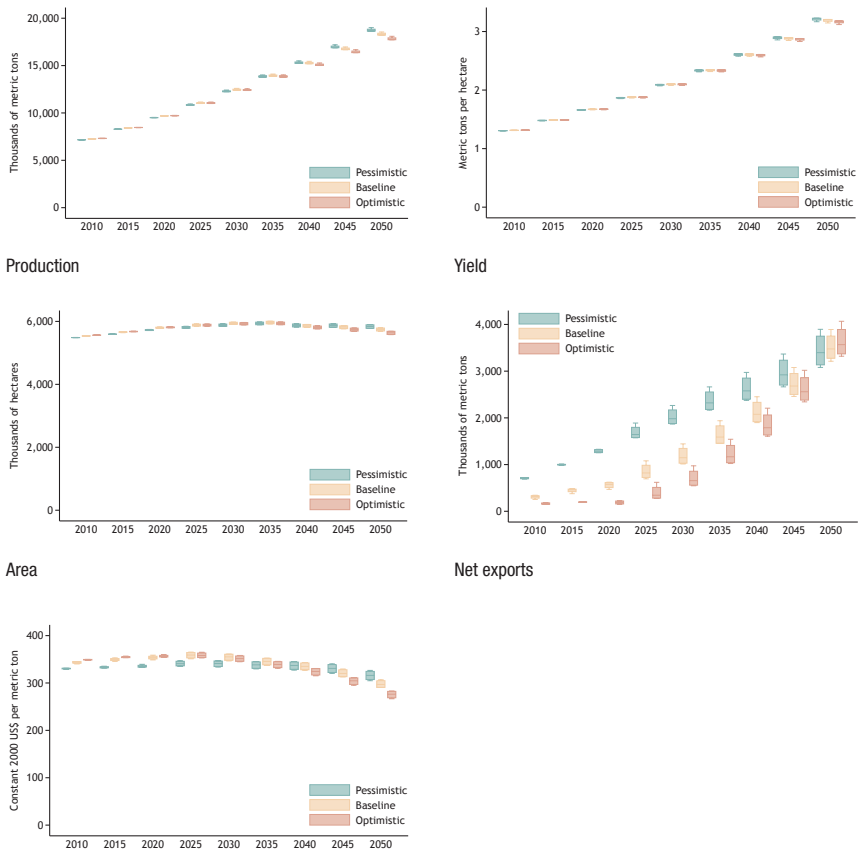 20,000
15,000
10,000
5,000
0
Thousands of metric tons
Pessimistic
Baseline
Optimistic
2010 2015 2020 2025 2030 2035 2040 2045 2050
Production
3
2
1
0
Metric tons per hectare
Pessimistic
Baseline
Optimistic
2010 2015 2020 2025 2030 2035 2040 2045 2050
Yield
6,000
4,000
2,000
0
Thousands of hectares
Pessimistic
Baseline
Optimistic
2010 2015 2020 2025 2030 2035 2040 2045 2050
Area
4,000
3,000
2,000
1,000
0
Thousands of metric tons
Pessimistic
Baseline
Optimistic
2010 2015 2020 2025 2030 2035 2040 2045 2050
Net exports
400
300
200
100
0
Constant 2000 US$ per metric ton
Pessimistic
Baseline
Optimistic
2010 2015 2020 2025 2030 2035 2040 2045 2050